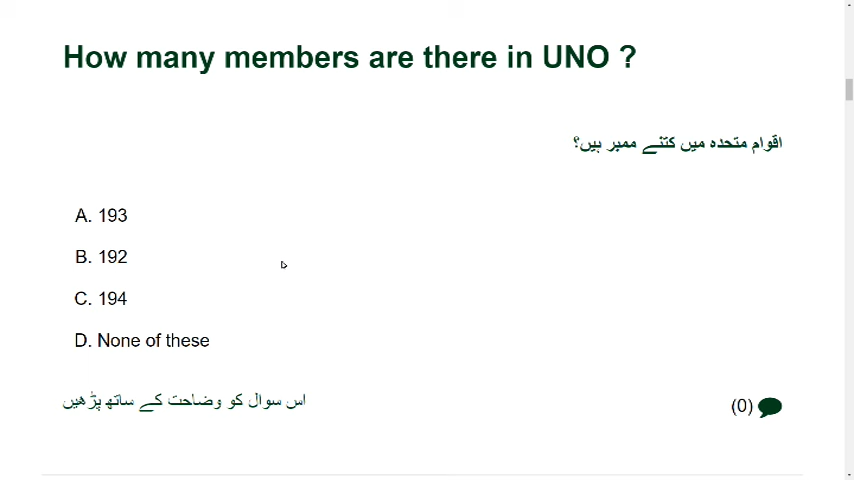 How many members are there in UNO ?
اقوام متحدہ میں کتنے ممبر ہیں؟
A. 193
B. 192
C. 194
D. None of these
اس سوال کو وضاحت کے ساتھ پڑھیں
(0)